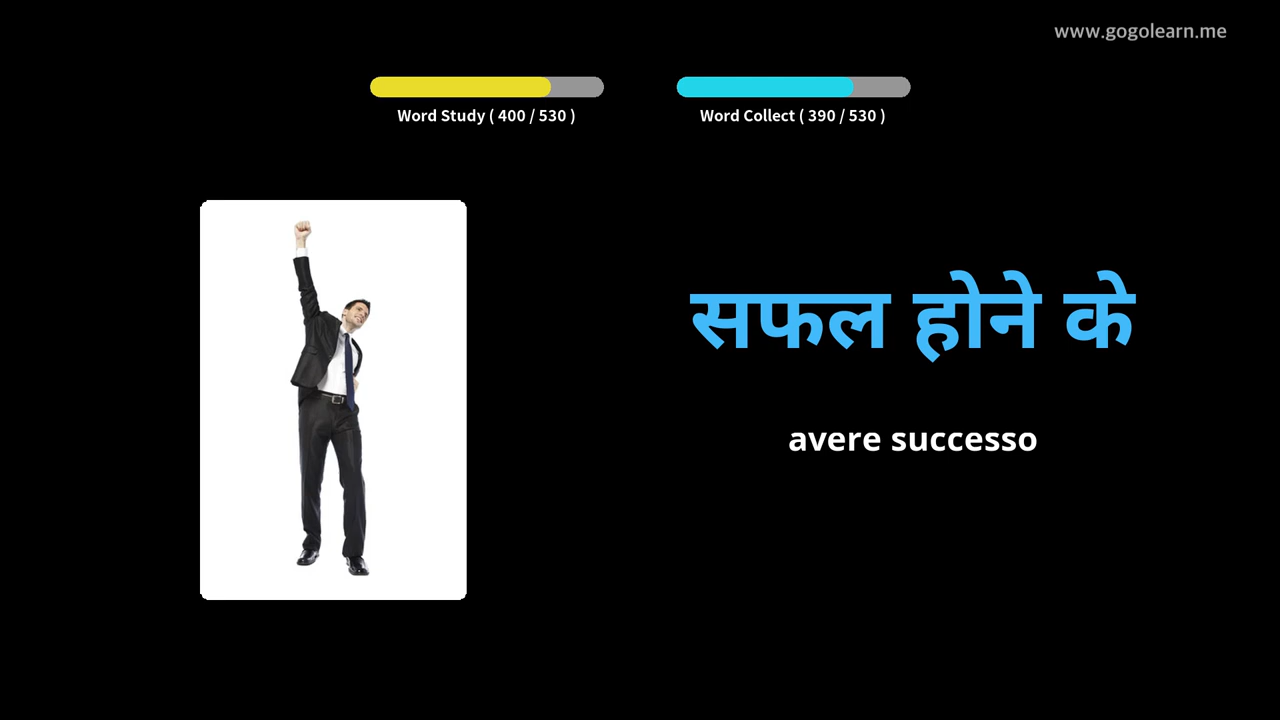 www.gogolearn.me
Word Study ( 400 / 530 )
Word Collect ( 390 / 530 )
सफल होने के
avere successo